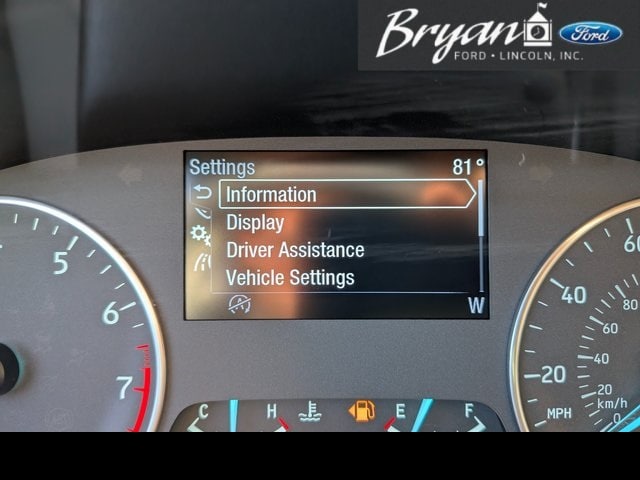 Bryan Ford
FORD • LINCOLN, INC.
Settings 81°
Information
Display
Driver Assistance
Vehicle Settings
W
5
6
7
C H E F
60
40
20
MPH
80
60
40
20
km/h
0